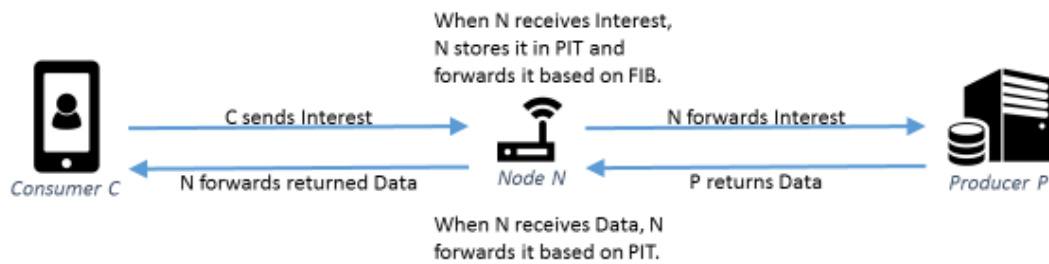 When N receives Interest,
N stores it in PIT and
forwards it based on FIB.
C sends Interest
N forwards Interest
N forwards returned Data
P returns Data
Consumer C
Node N
Producer P
When N receives Data, N
forwards it based on PIT.